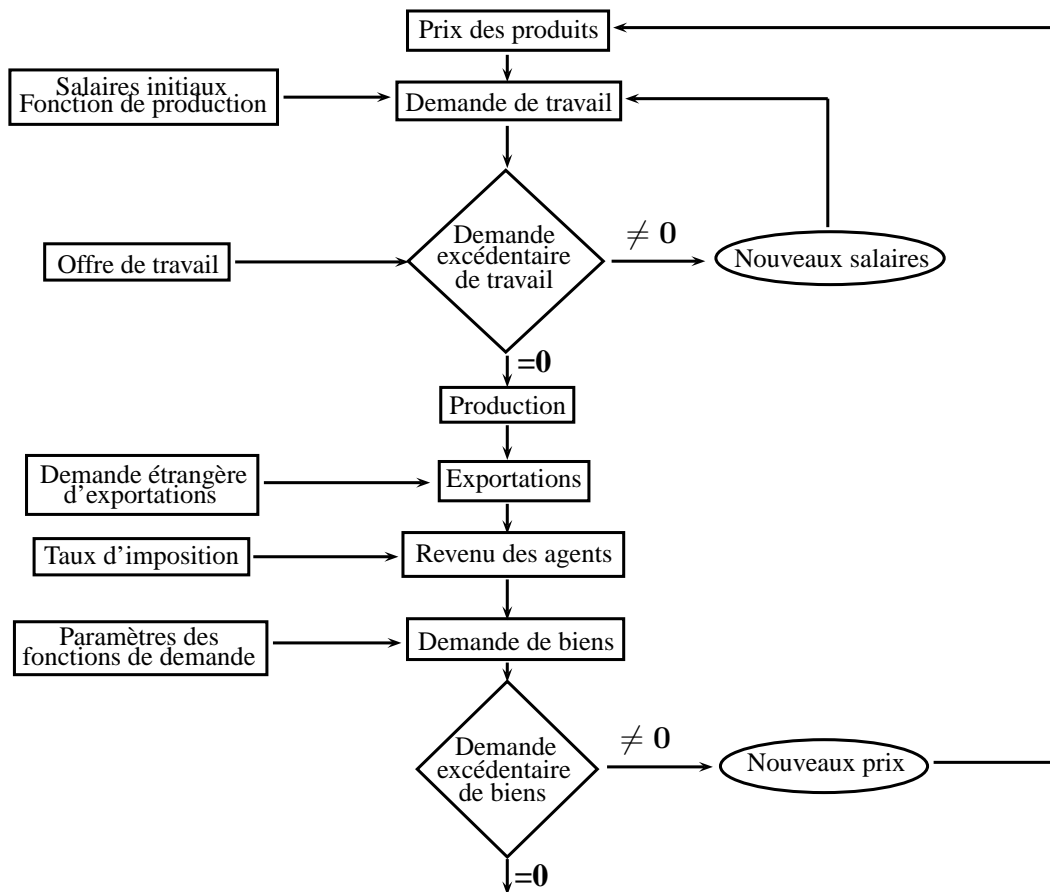 Prix des produits
Salaires initiaux
Fonction de production
Demande de travail
Demande
excédentaire
de travail
≠ 0
Offre de travail
Nouveaux salaires
=0
Production
Demande étrangère
d'exportations
Exportations
Taux d'imposition
Revenu des agents
Paramètres des
fonctions de demande
Demande de biens
Demande
excédentaire
de biens
≠ 0
Nouveaux prix
=0